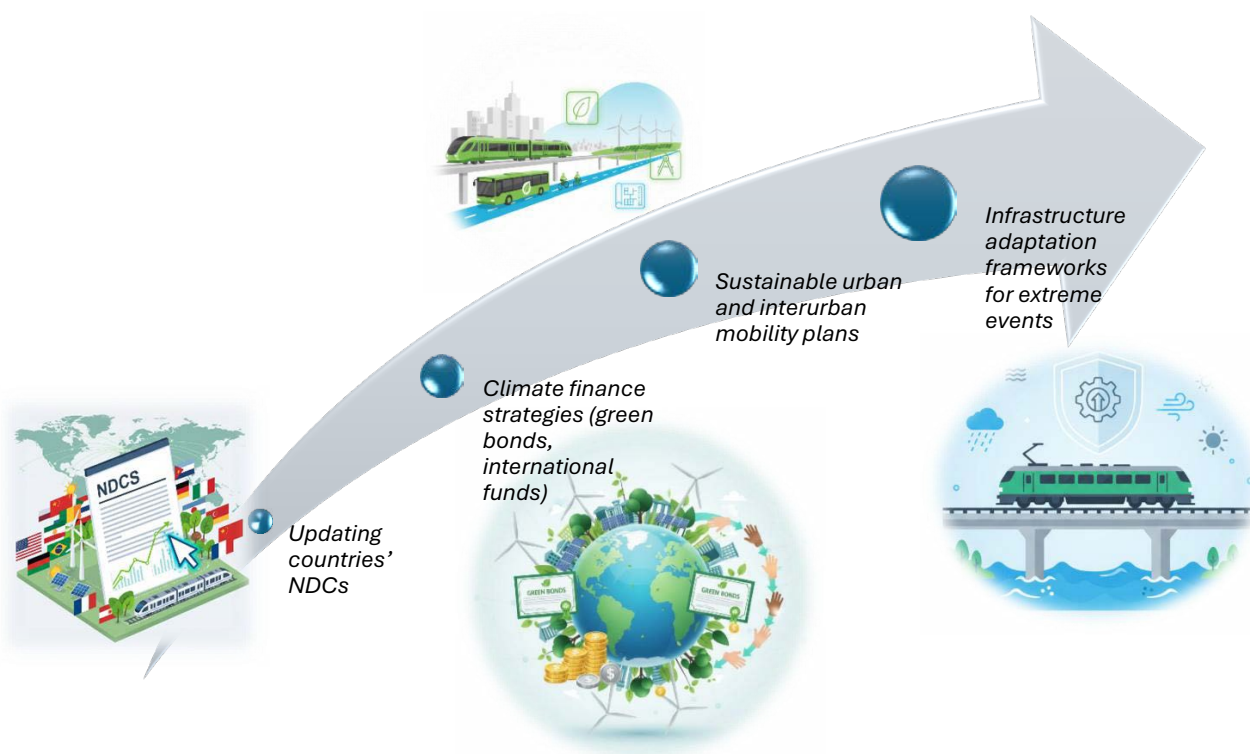 NDCS
Updating
countries’
NDCs
Climate finance
strategies (green
bonds,
international
funds)
GREEN BONDS
GREEN BONDS
$
Sustainable urban
and interurban
mobility plans
Infrastructure
adaptation
frameworks
for extreme
events